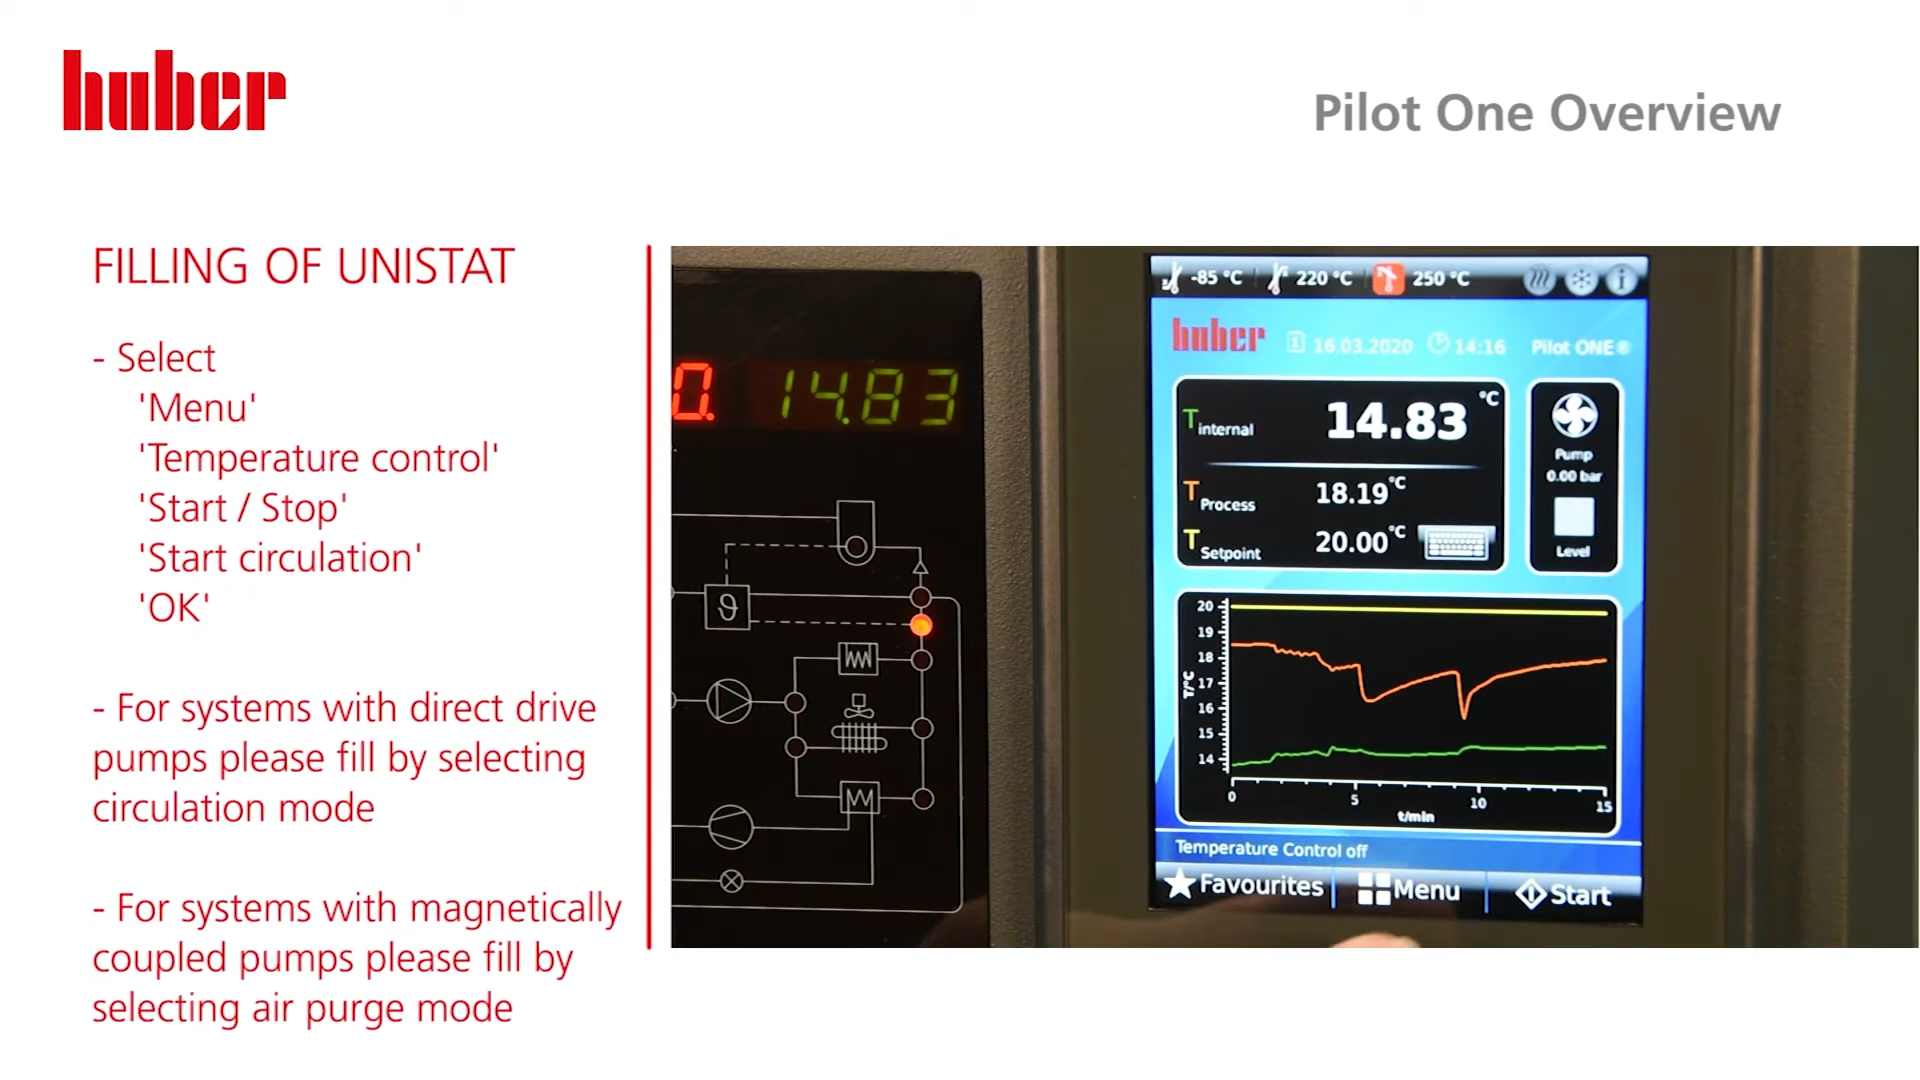 huber
Pilot One Overview
FILLING OF UNISTAT
- Select
'Menu'
'Temperature control'
'Start / Stop'
'Start circulation'
'OK'
- For systems with direct drive
pumps please fill by selecting
circulation mode
- For systems with magnetically
coupled pumps please fill by
selecting air purge mode
0. 14.83
ϑ
-85 °C 220 °C 250 °C
huber 16.03.2020 14:16 Pilot ONE®
T internal 14.83 °C
T Process 18.19 °C
T Setpoint 20.00 °C
Pump
0.00 bar
Level
20
19
18
17
16
15
14
T/°C
0 5 10 15
t/min
Temperature Control off
Favourites Menu Start